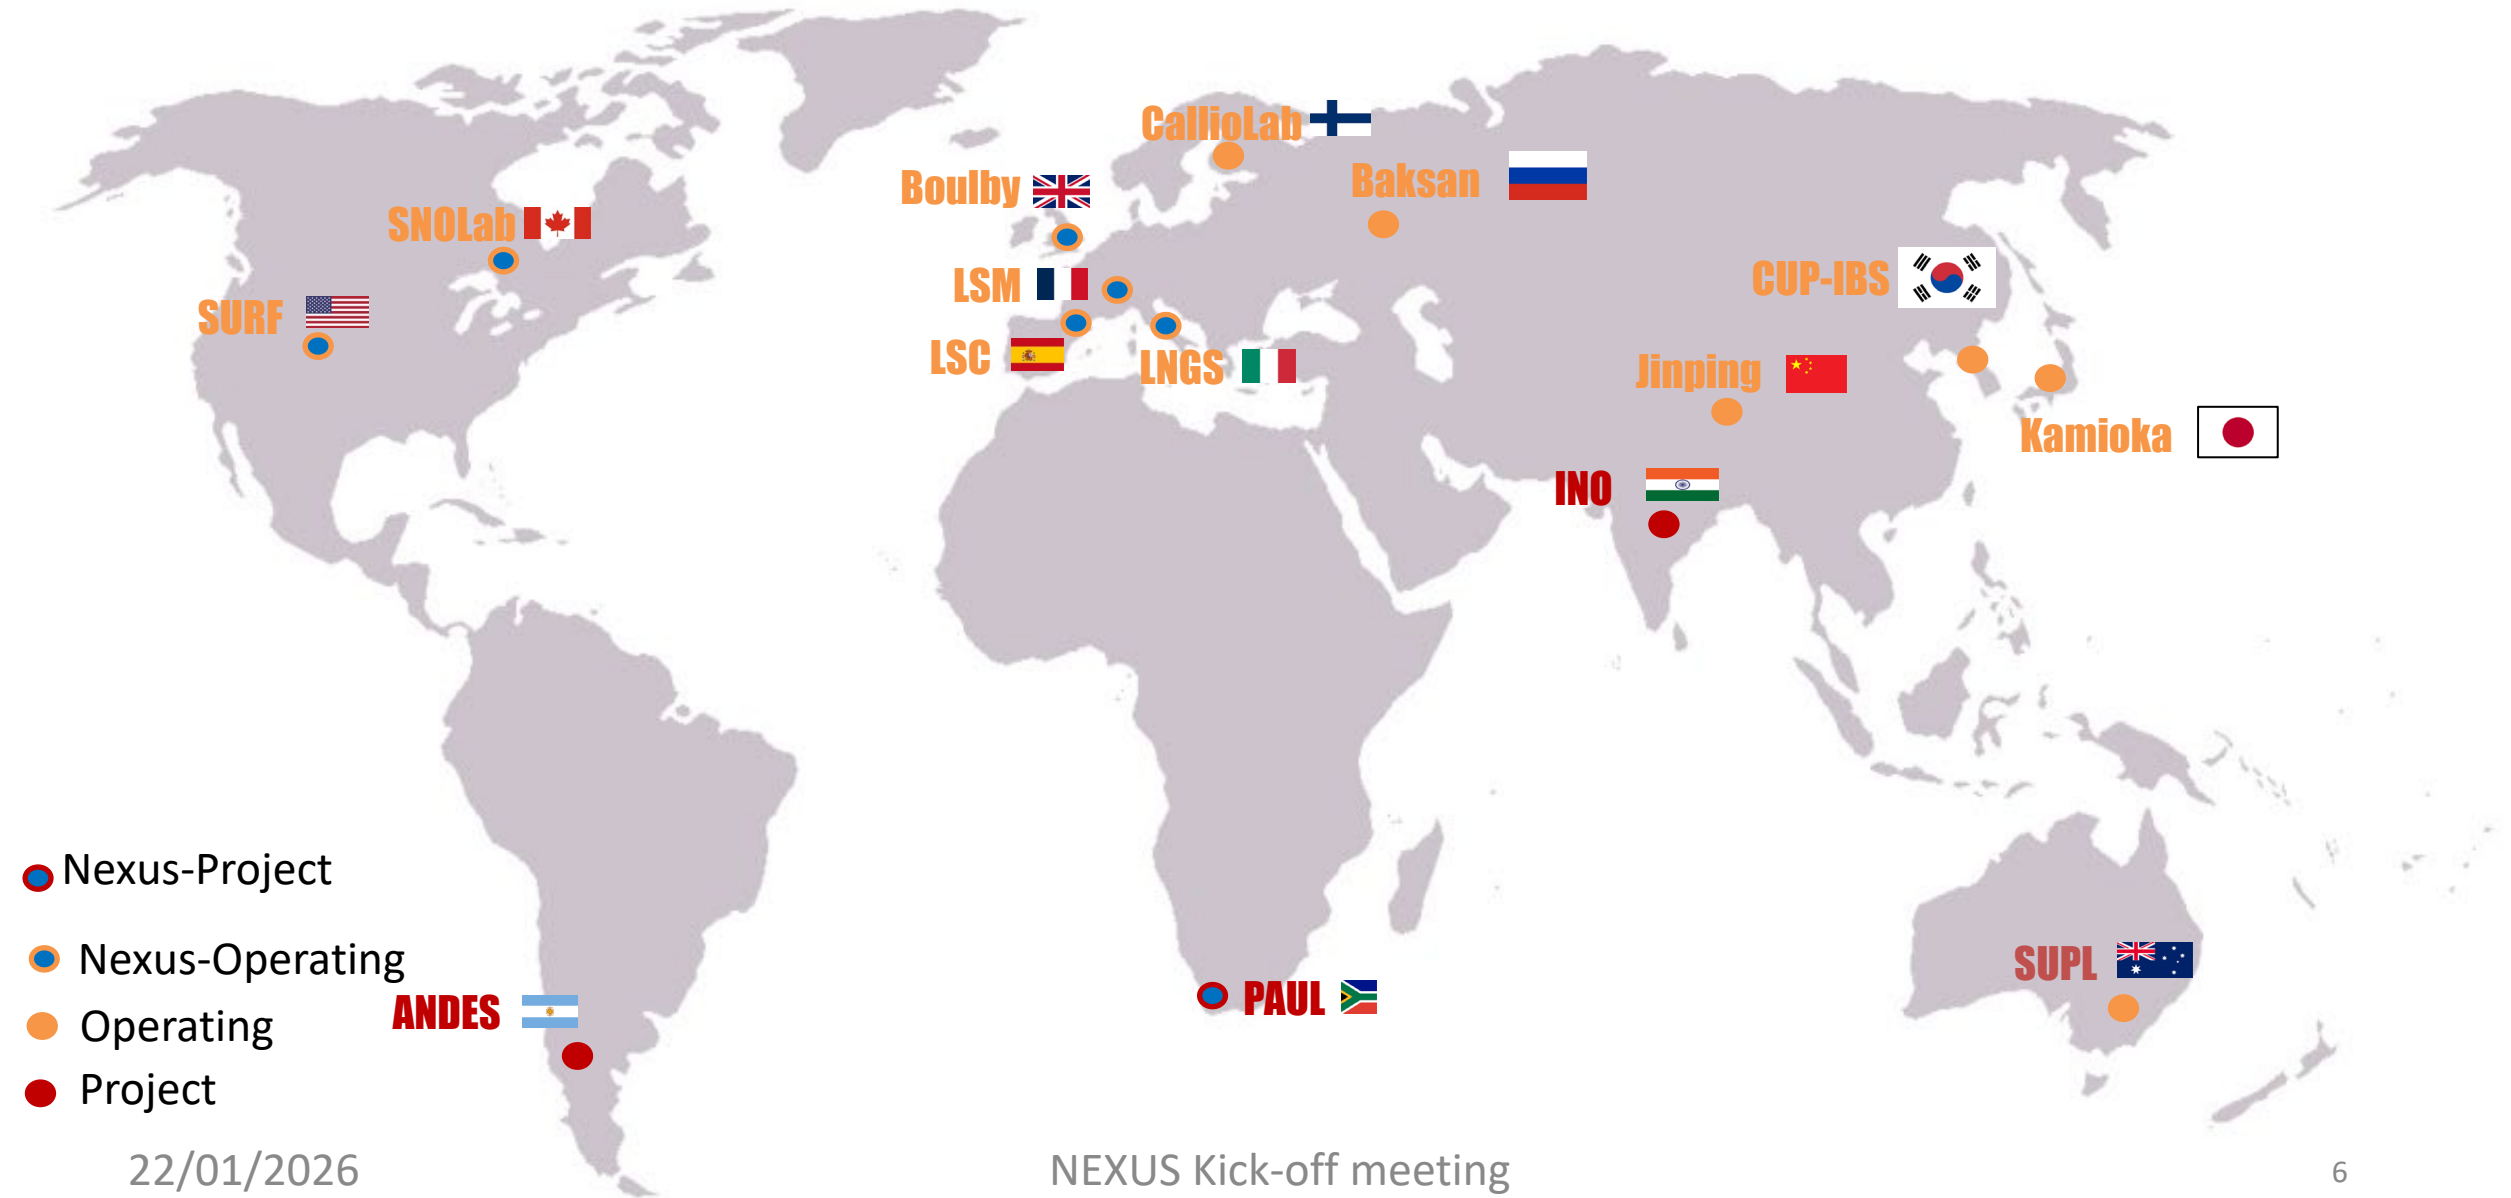 CallioLab
Boulby
Baksan
SNOLab
LSM
CUP-IBS
SURF
LSC
LNGS
Jinping
Kamioka
INO
Nexus-Project
Nexus-Operating
SUPL
ANDES
PAUL
Operating
Project
22/01/2026
NEXUS Kick-off meeting
6